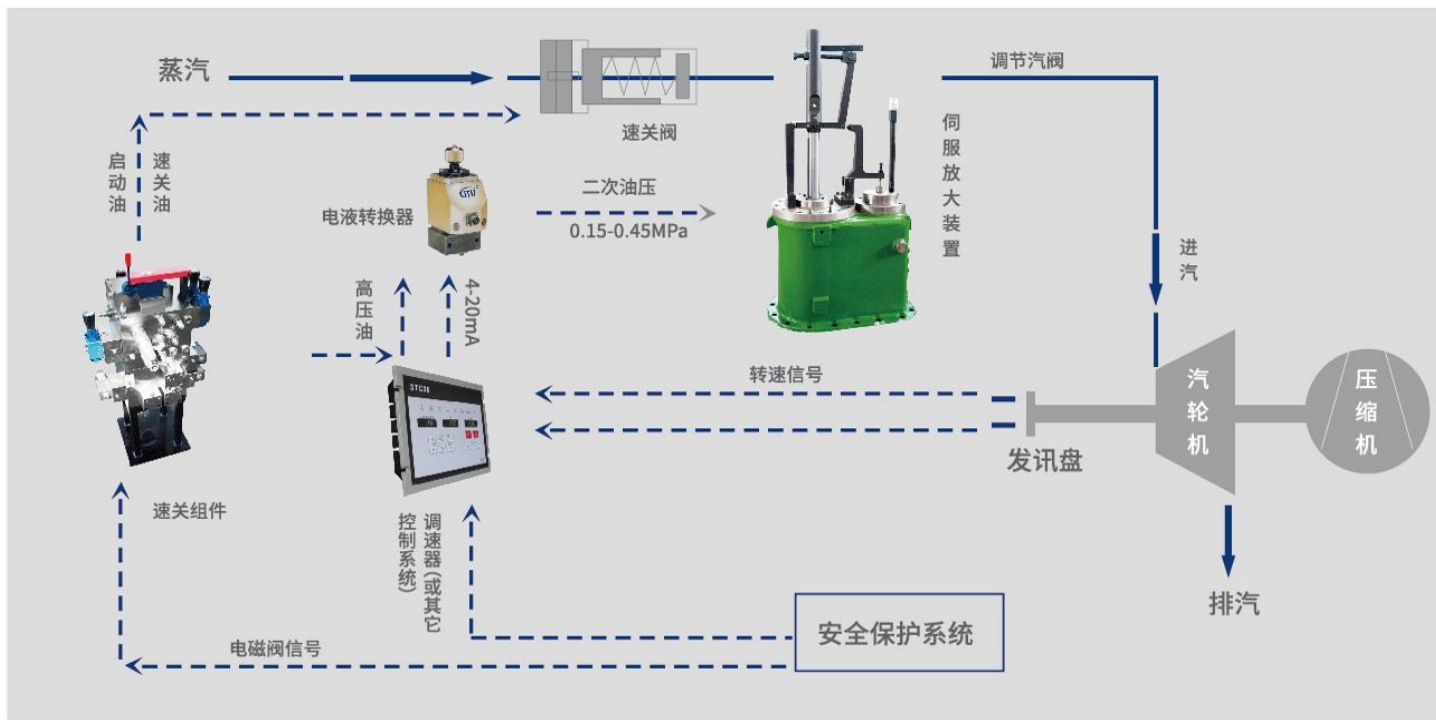 蒸汽
速关阀
调节汽阀
伺服放大装置
启动油
速关油
电液转换器
二次油压
0.15-0.45MPa
进汽
高压油
4-20mA
STC36
转速信号
发讯盘
汽轮机
压缩机
速关组件
调速器(或其它
控制系统)
排汽
安全保护系统
电磁阀信号